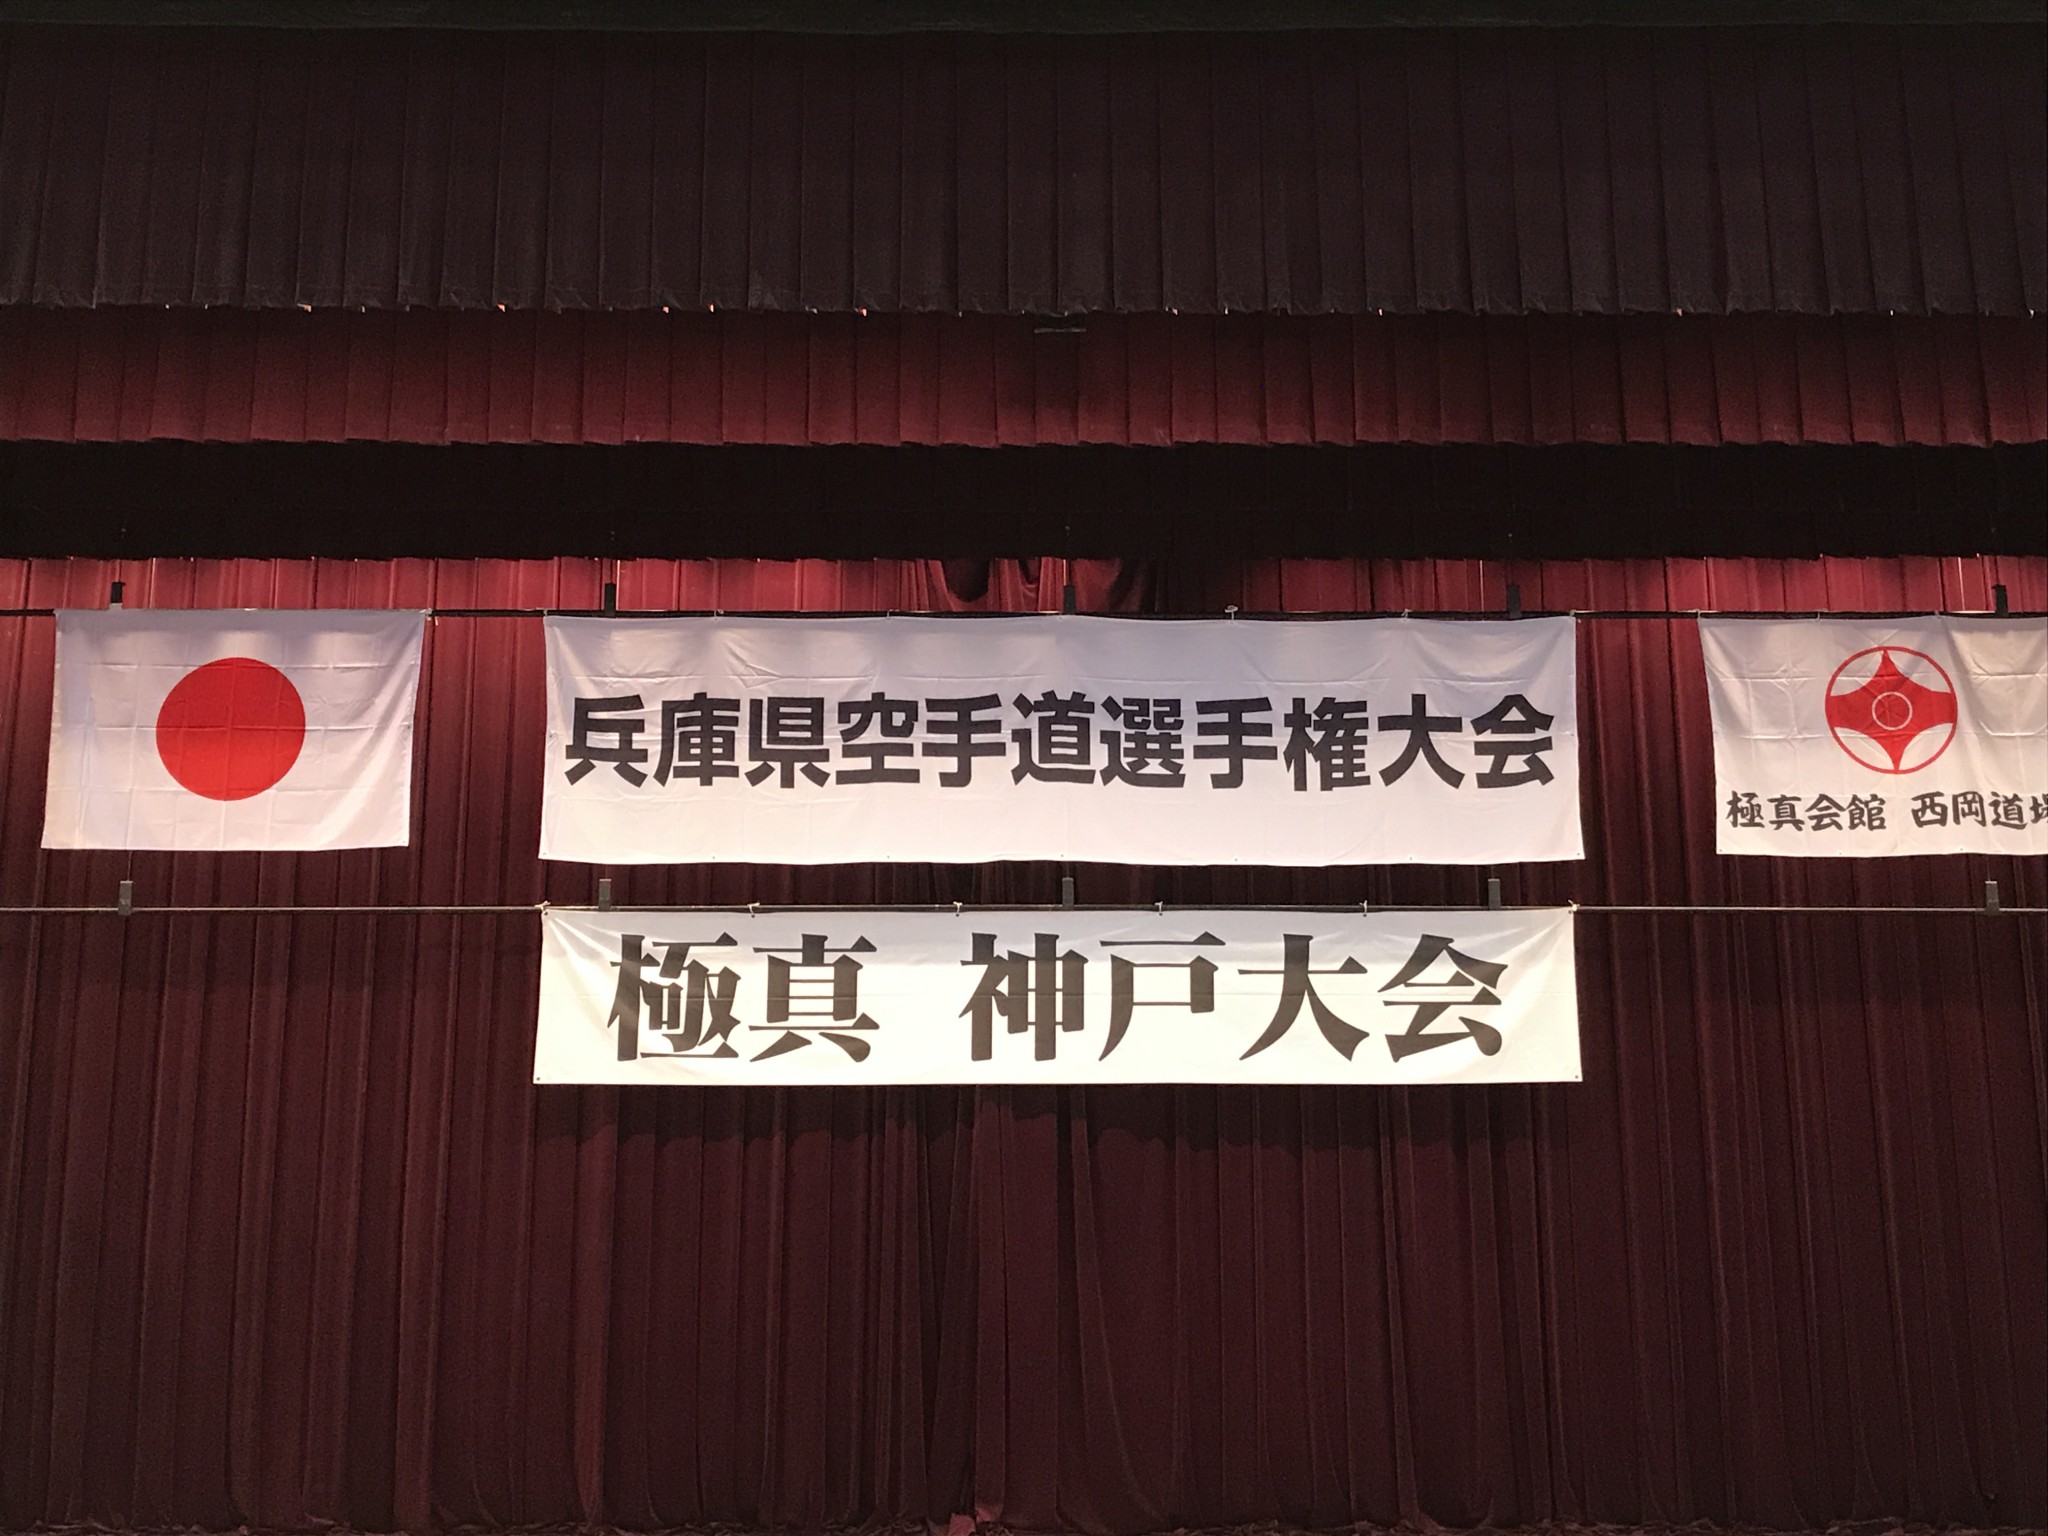 兵庫県空手道選手権大会
極真会館 西岡道場
極真 神戸大会